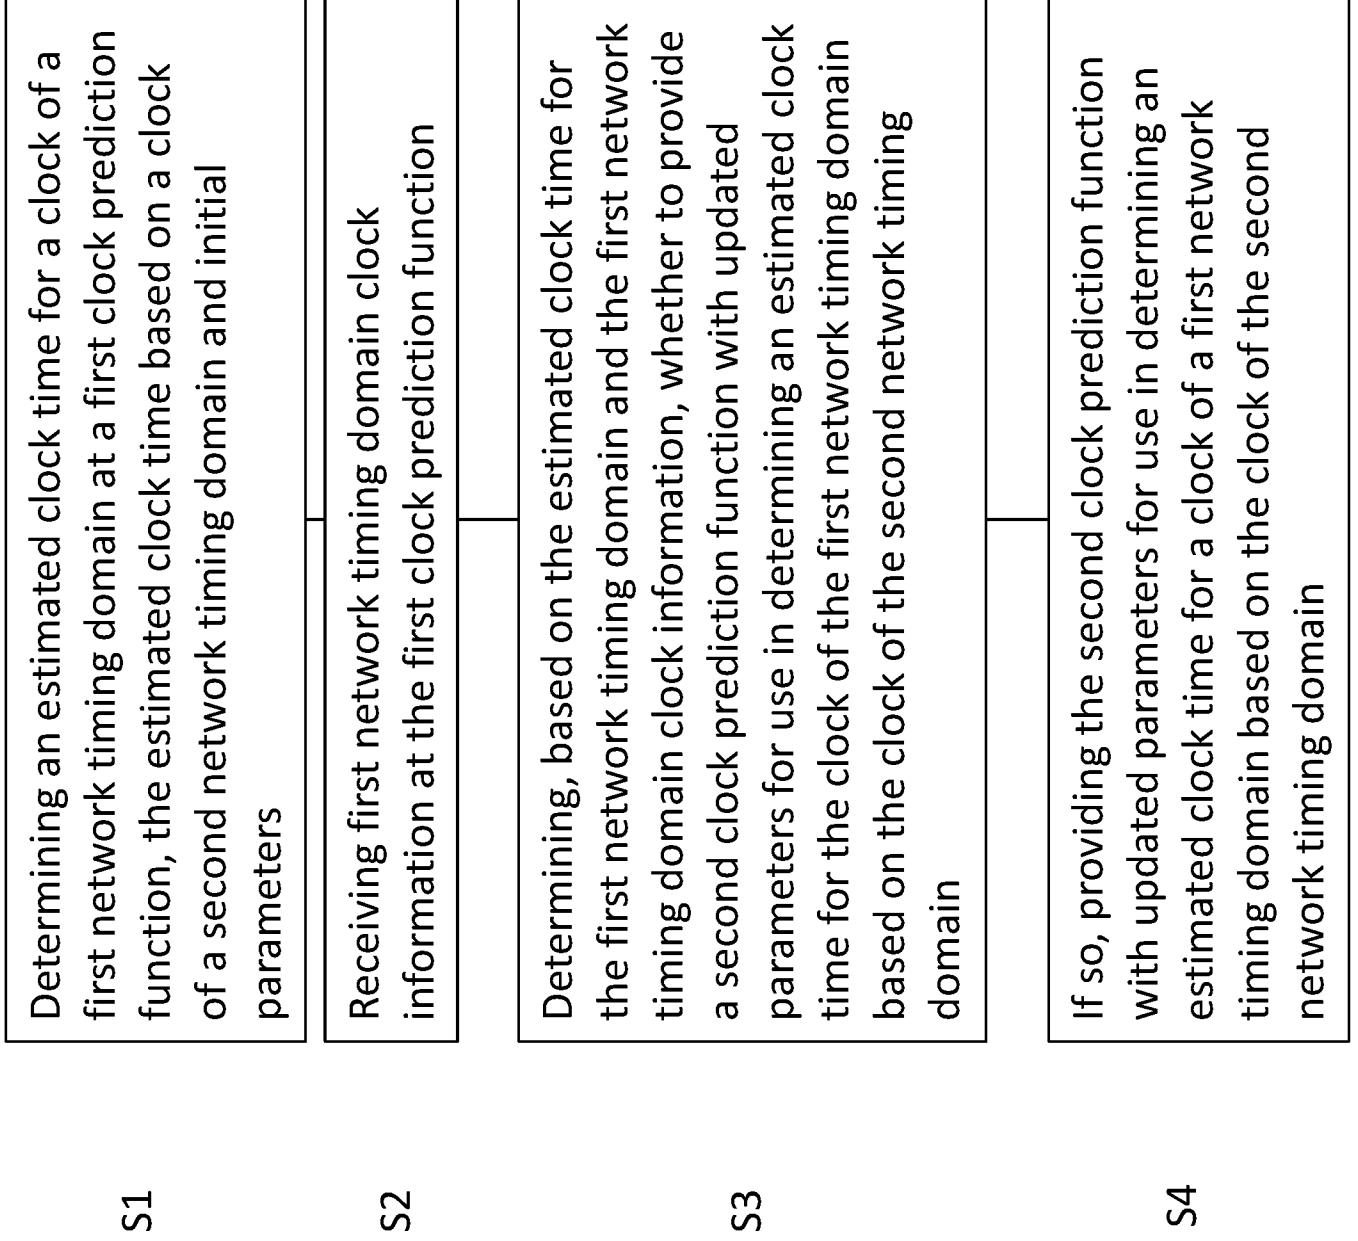 S1
Determining an estimated clock time for a clock of a
first network timing domain at a first clock prediction
function, the estimated clock time based on a clock
of a second network timing domain and initial
parameters
S2
Receiving first network timing domain clock
information at the first clock prediction function
S3
Determining, based on the estimated clock time for
the first network timing domain and the first network
timing domain clock information, whether to provide
a second clock prediction function with updated
parameters for use in determining an estimated clock
time for the clock of the first network timing domain
based on the clock of the second network timing
domain
S4
If so, providing the second clock prediction function
with updated parameters for use in determining an
estimated clock time for a clock of a first network
timing domain based on the clock of the second
network timing domain